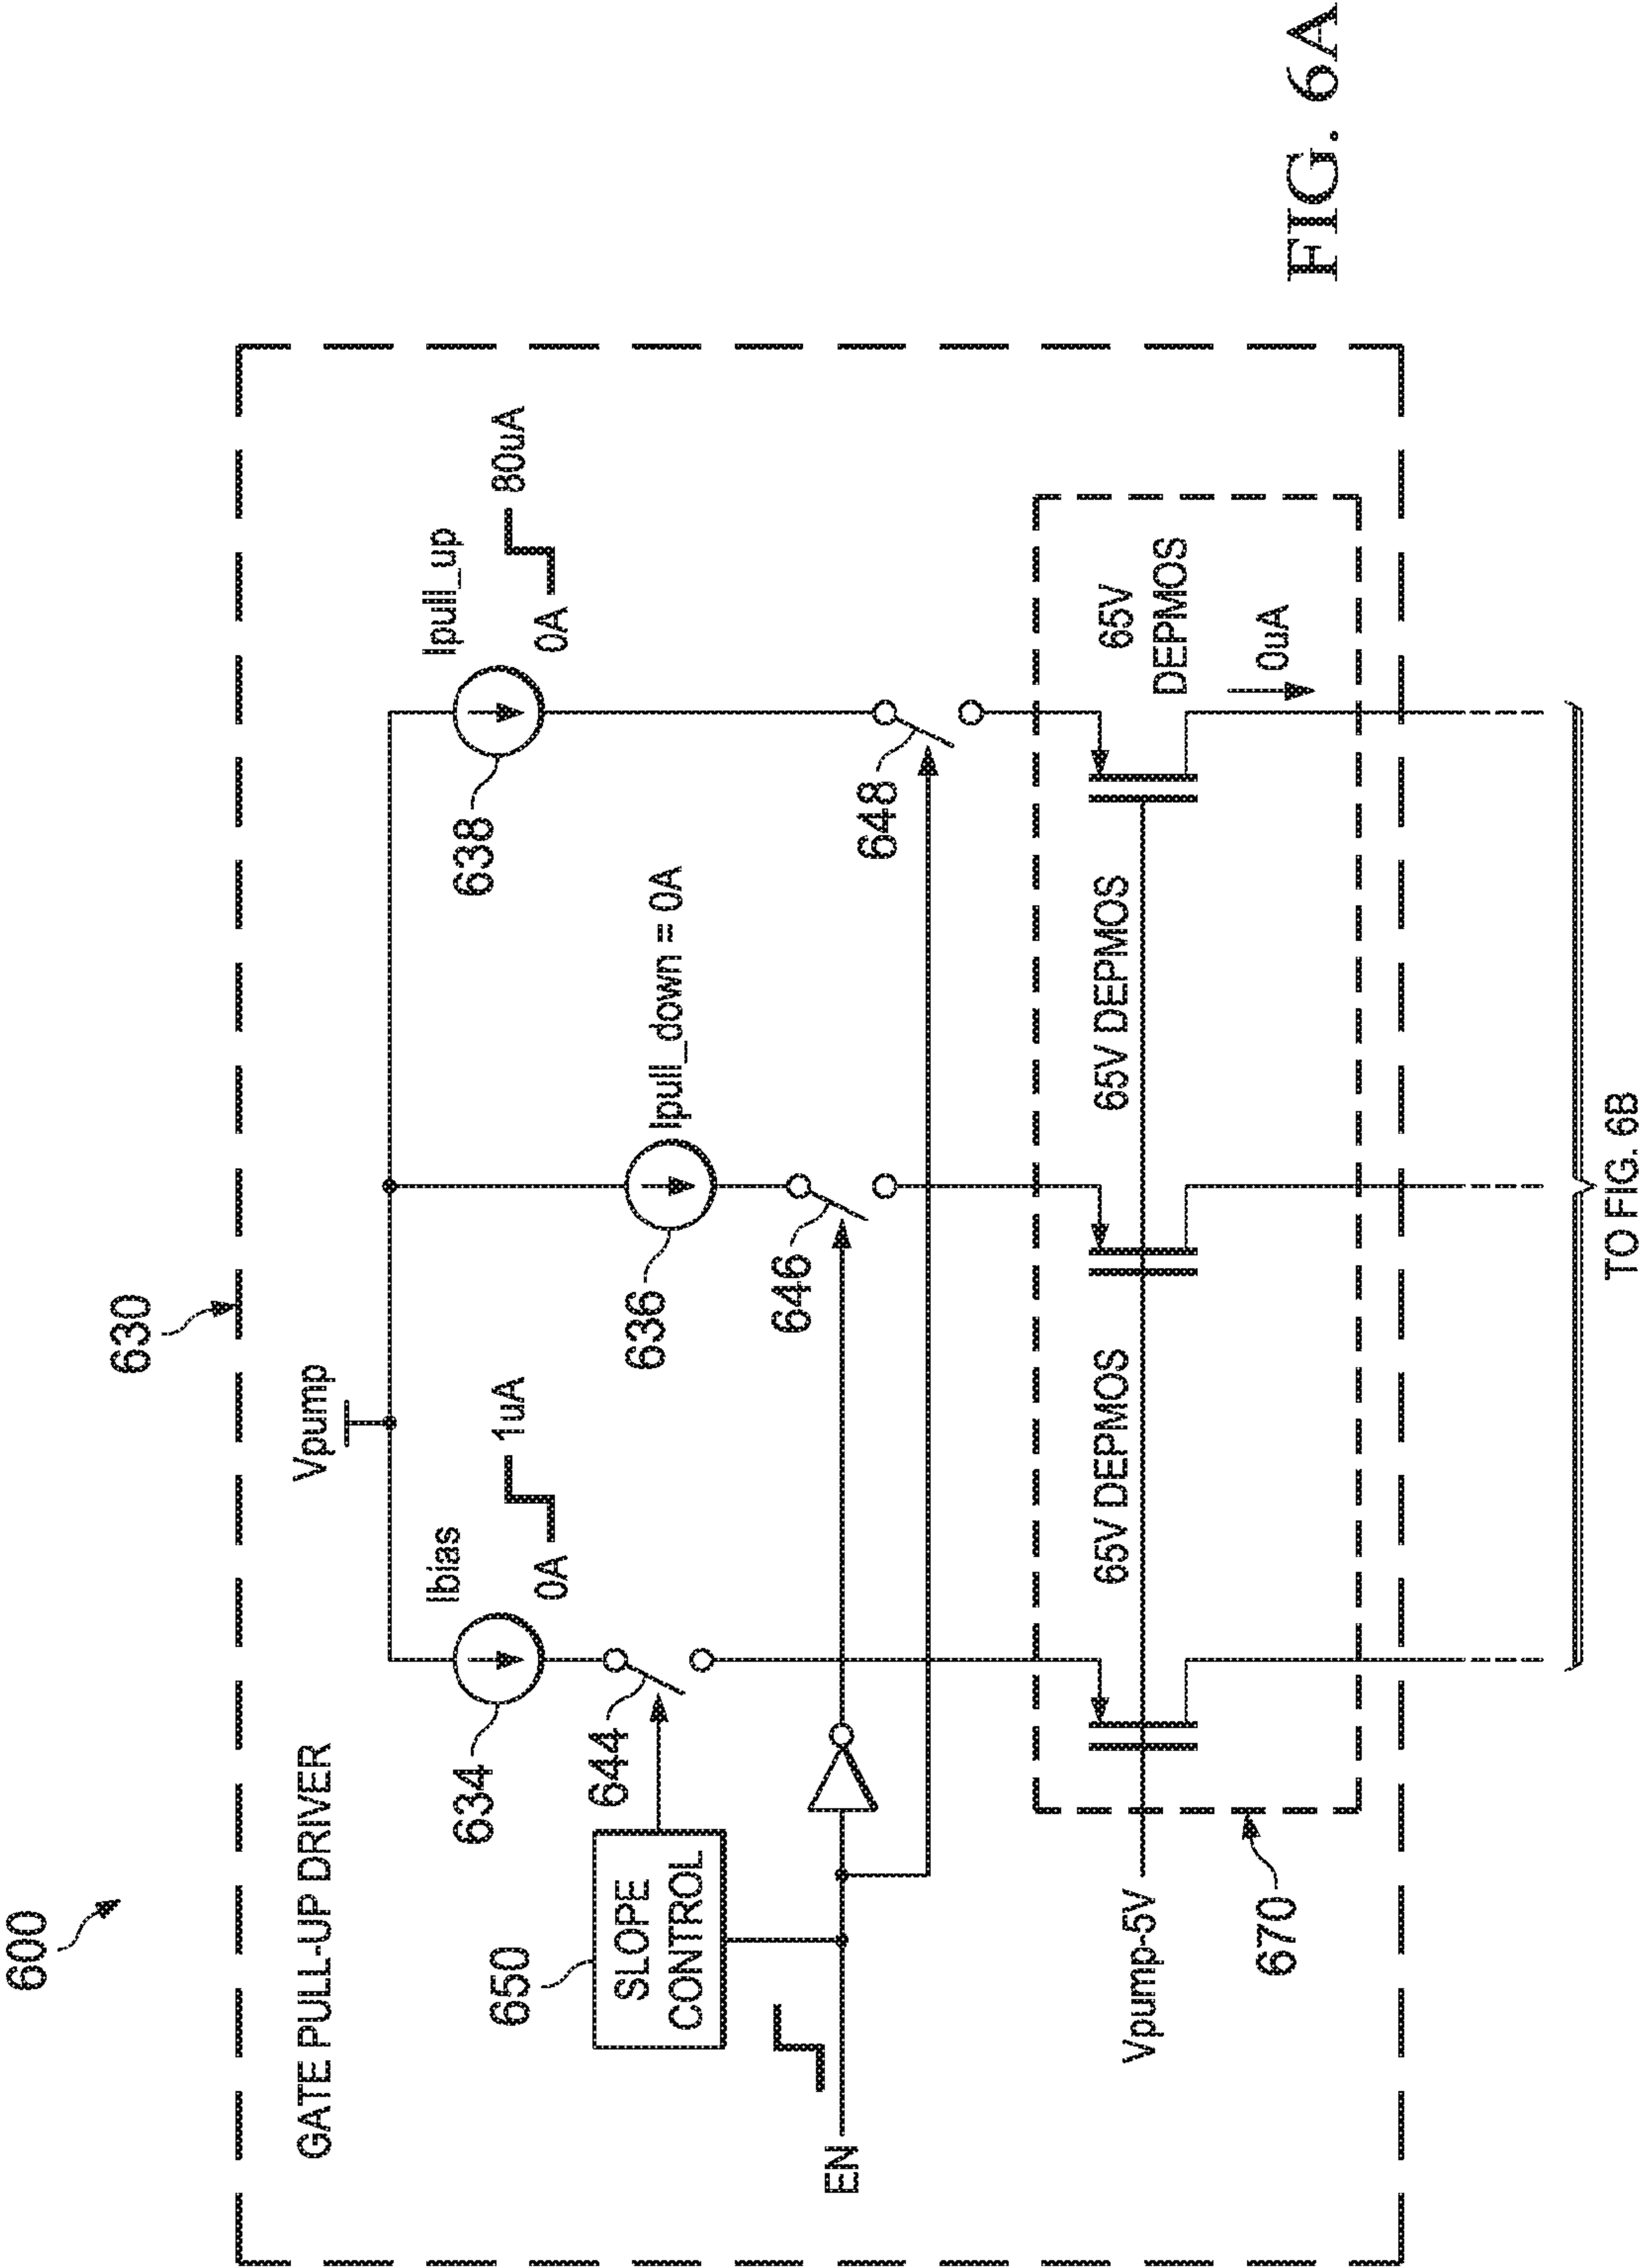 600
630
GATE PULL-UP DRIVER
Vpump
Ibias
0A
1uA
634
Ipull_up
0A
80uA
638
Ipull_down = 0A
636
644
646
648
650
SLOPE
CONTROL
EN
65V DEPMOS
65V DEPMOS
65V
DEPMOS
0uA
Vpump-5V
670
TO FIG. 6B
FIG. 6A